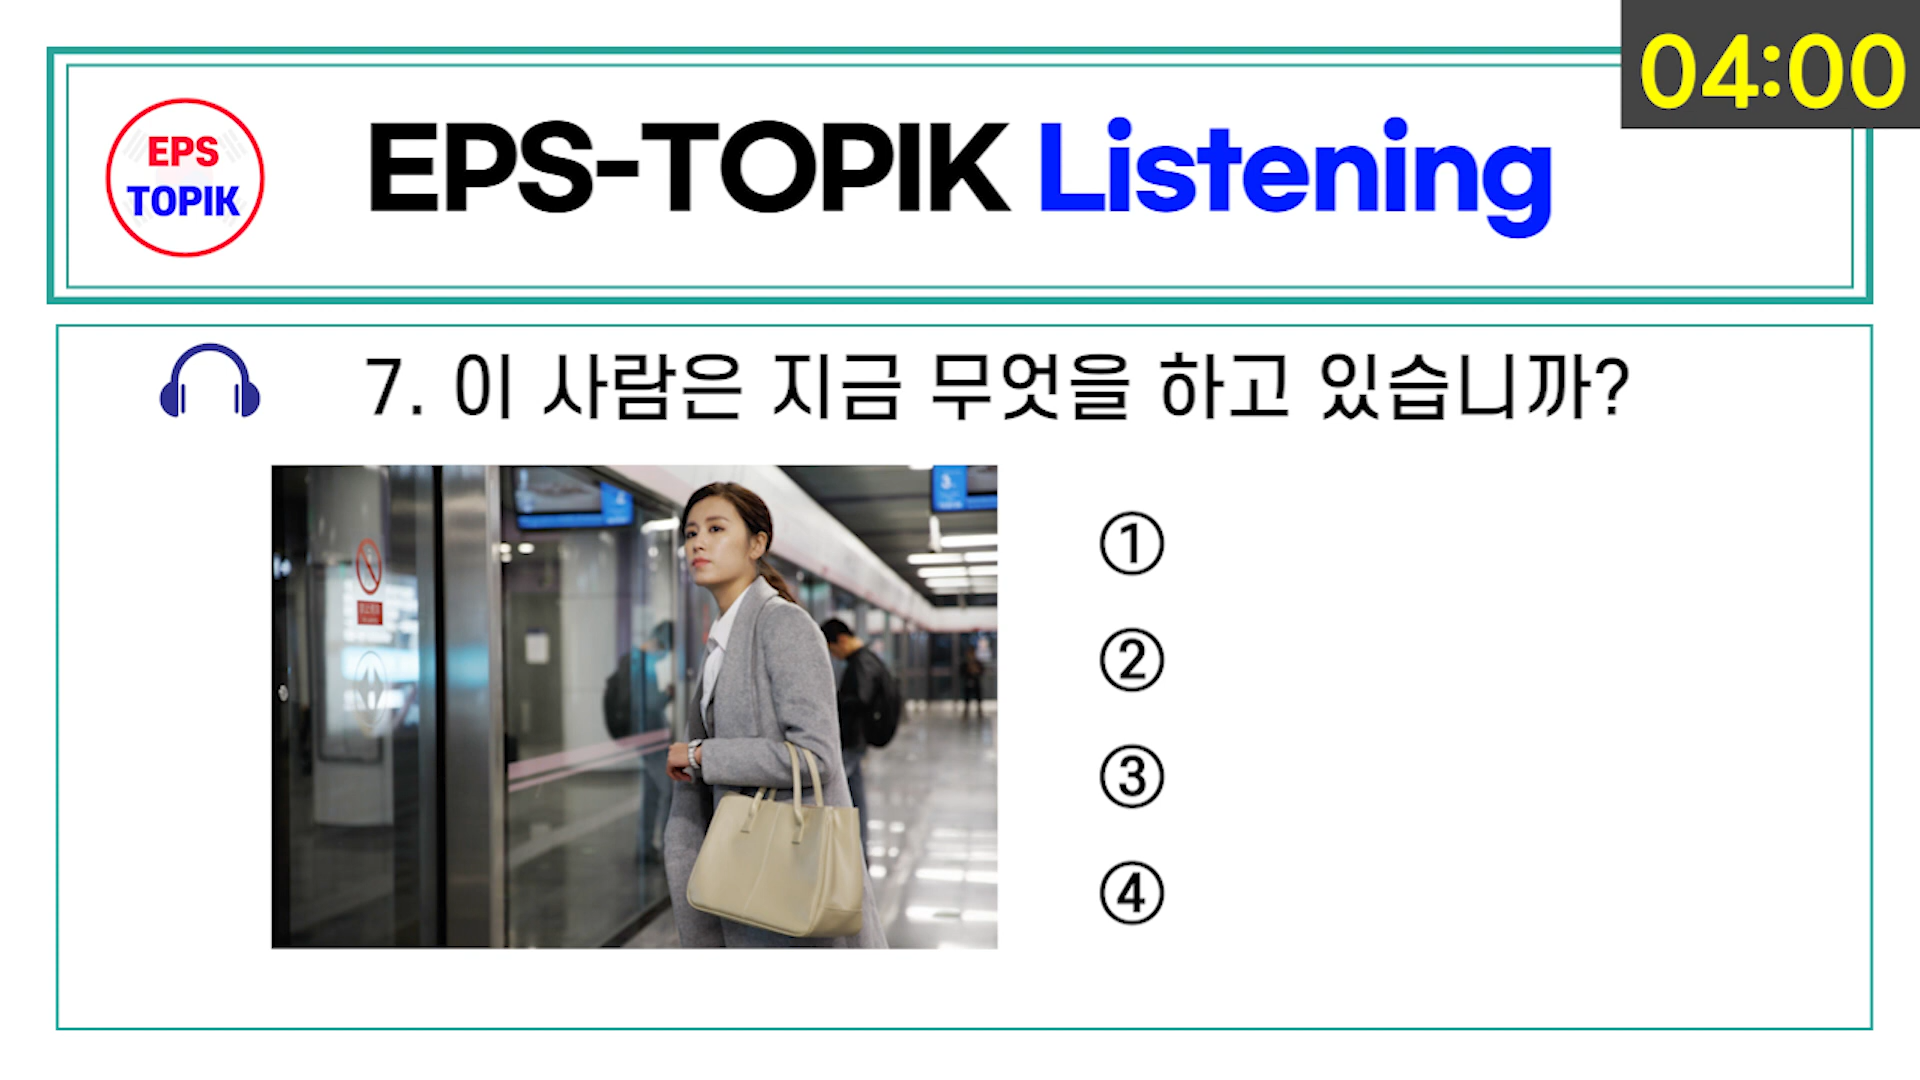 04:00
EPS
TOPIK
EPS-TOPIK Listening
7. 이 사람은 지금 무엇을 하고 있습니까?
①
②
③
④